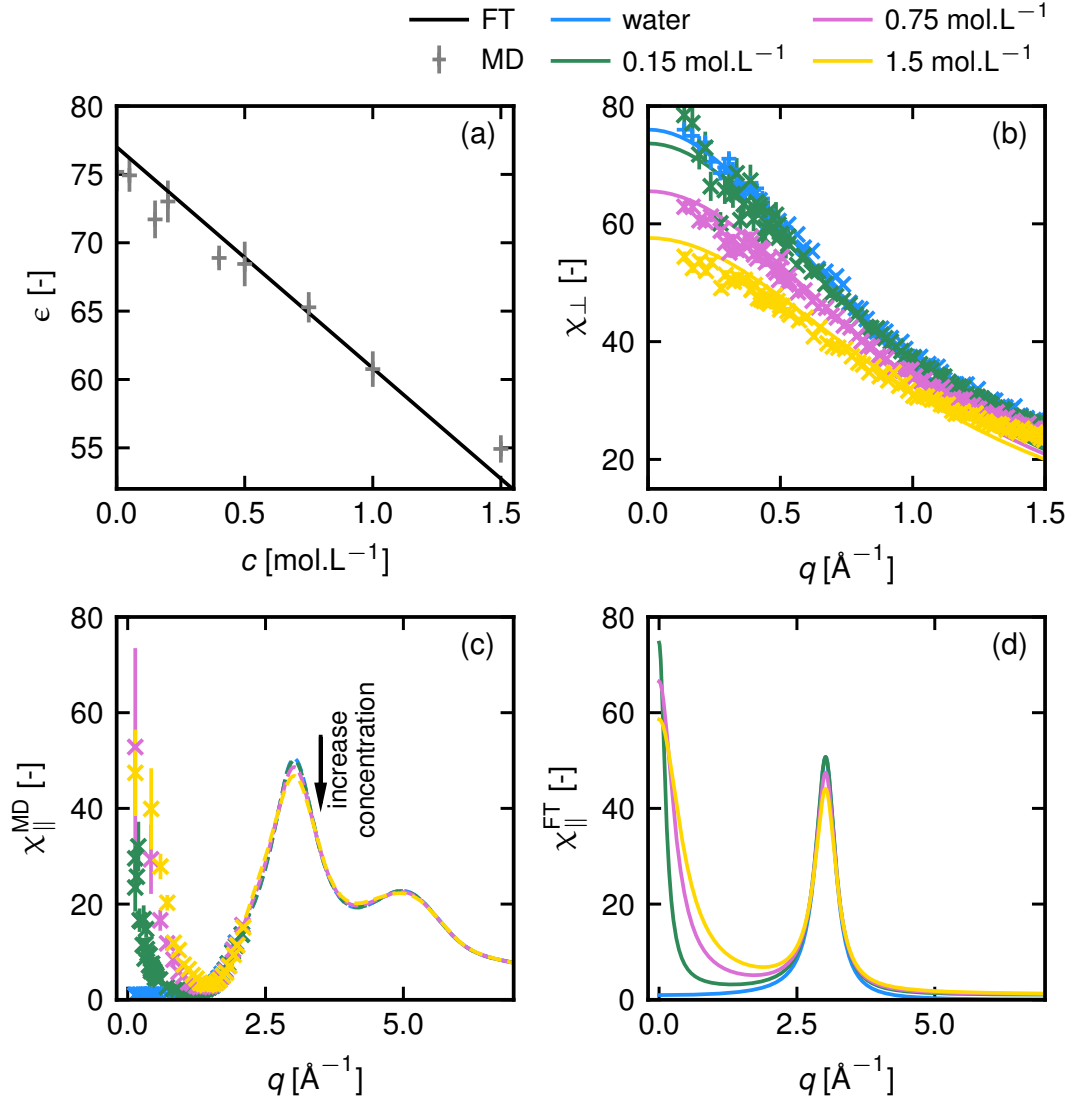 FT water 0.75 mol.L⁻¹
MD 0.15 mol.L⁻¹ 1.5 mol.L⁻¹
(a)
80
75
70
65
60
55
ϵ [-]
0.0 0.5 1.0 1.5
c [mol.L⁻¹]
(b)
80
60
40
20
χ⊥ [-]
0.0 0.5 1.0 1.5
q [Å⁻¹]
(c)
80
60
40
20
0
χ∥ᴹᴰ [-]
increase
concentration
0.0 2.5 5.0
q [Å⁻¹]
(d)
80
60
40
20
0
χ∥ᶠᵀ [-]
0.0 2.5 5.0
q [Å⁻¹]